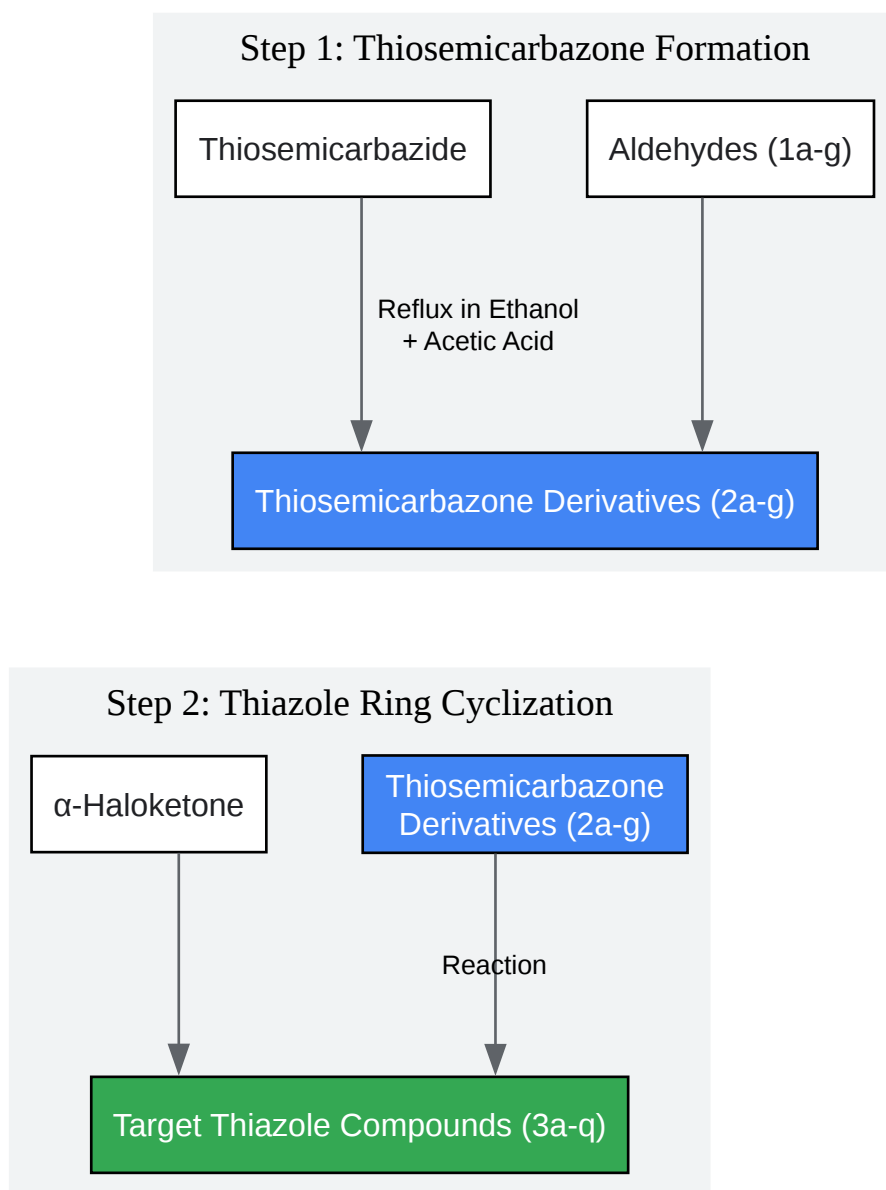 Step 1: Thiosemicarbazone Formation
Thiosemicarbazide
Aldehydes (1a-g)
Reflux in Ethanol
+ Acetic Acid
Thiosemicarbazone Derivatives (2a-g)
Step 2: Thiazole Ring Cyclization
α-Haloketone
Thiosemicarbazone
Derivatives (2a-g)
Reaction
Target Thiazole Compounds (3a-q)